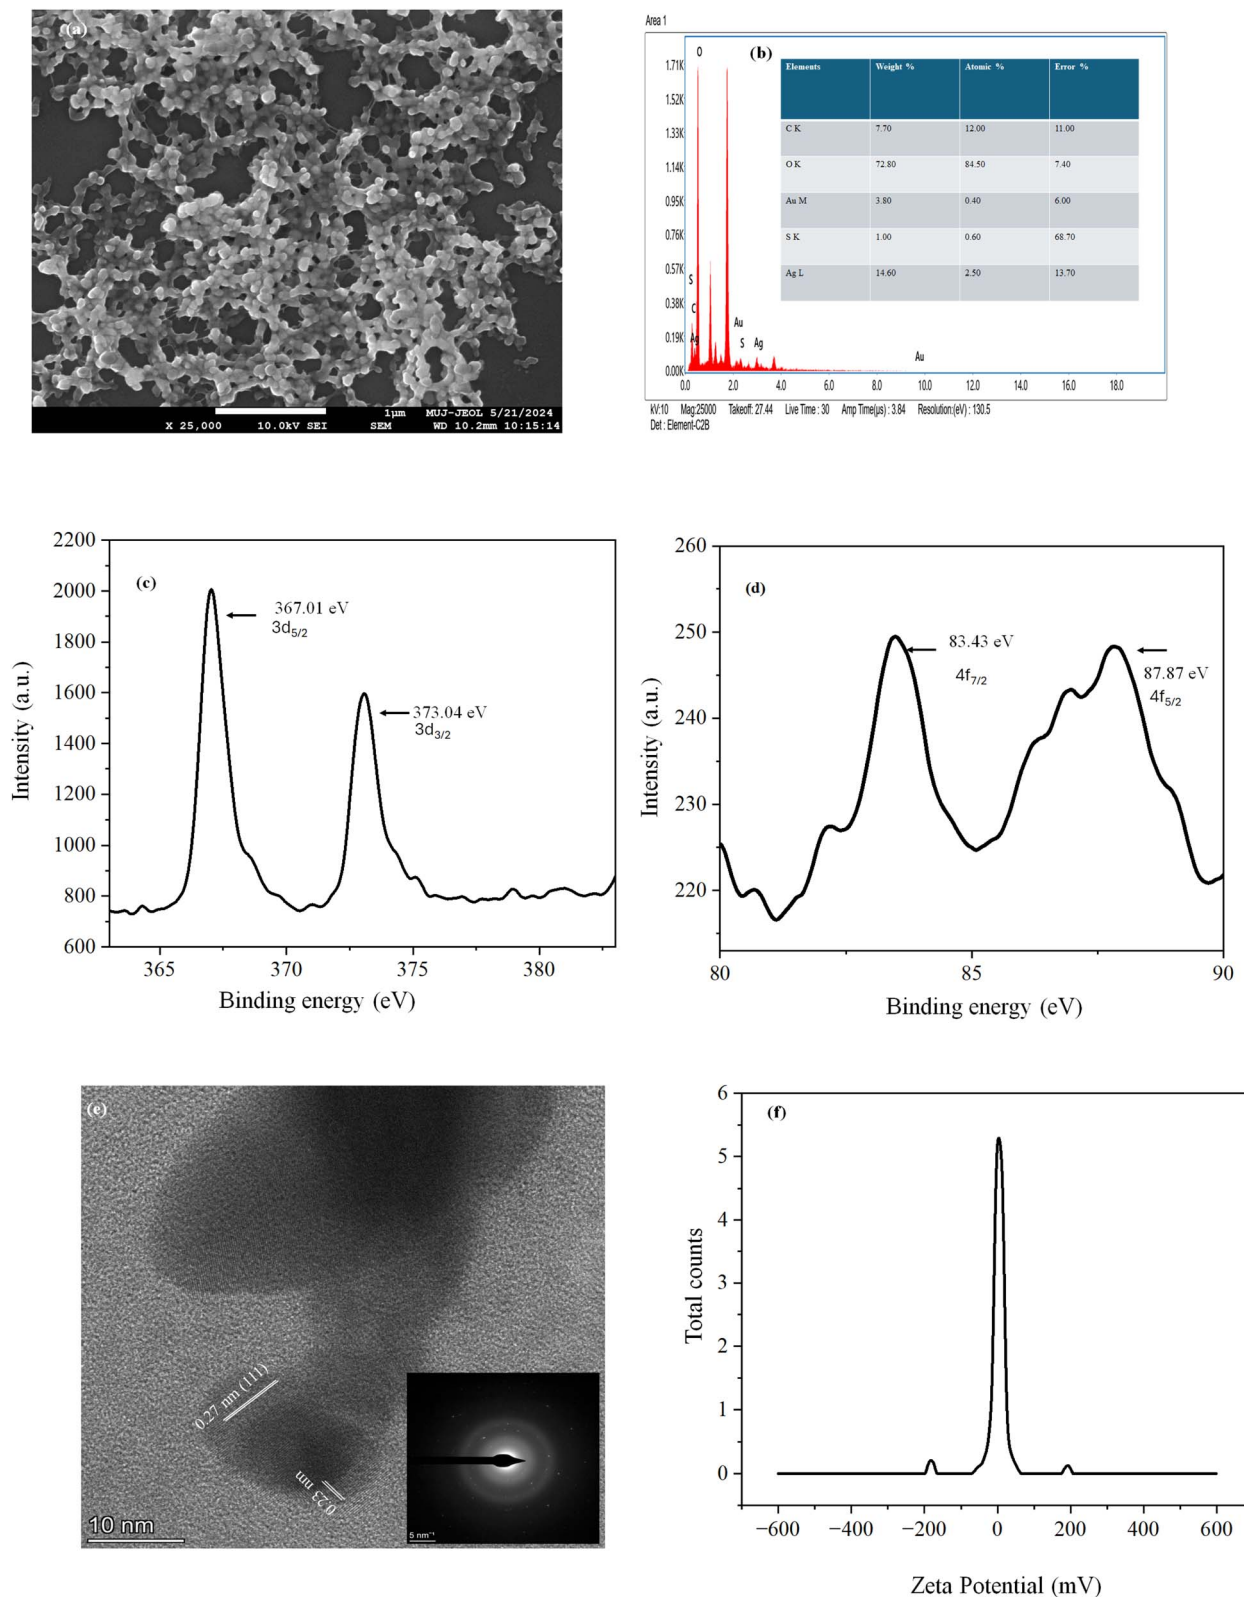 (a)
1µm MUJ-JEOL 5/21/2024
X 25,000 10.0kV SEI SEM WD 10.2mm 10:15:14
Area 1
(b)
O
1.71K
1.52K
1.33K
1.14K
0.95K
0.76K
0.57K
0.38K
0.19K
0.00K
S
C
Ag
Au
S
Ag
Au
0.0 2.0 4.0 6.0 8.0 10.0 12.0 14.0 16.0 18.0
Elements Weight % Atomic % Error %
C K 7.70 12.00 11.00
O K 72.80 84.50 7.40
Au M 3.80 0.40 6.00
S K 1.00 0.60 68.70
Ag L 14.60 2.50 13.70
kV:10 Mag:25000 Takeoff: 27.44 Live Time : 30 Amp Time(µs) : 3.84 Resolution:(eV) : 130.5
Det : Element-C2B
(c)
2200
2000
1800
1600
1400
1200
1000
800
600
Intensity (a.u.)
367.01 eV
3d5/2
373.04 eV
3d3/2
365 370 375 380
Binding energy (eV)
(d)
260
250
240
230
220
Intensity (a.u.)
83.43 eV
4f7/2
87.87 eV
4f5/2
80 85 90
Binding energy (eV)
(e)
0.27 nm (111)
0.23 nm
10 nm
5 nm⁻¹
(f)
6
5
4
3
2
1
0
Total counts
−600 −400 −200 0 200 400 600
Zeta Potential (mV)